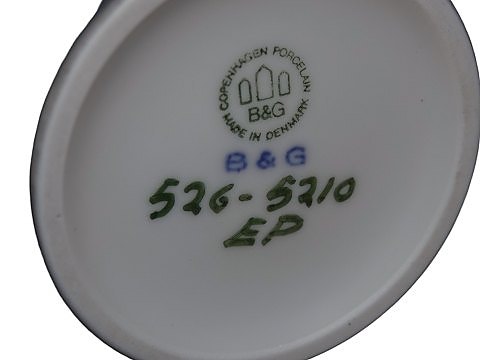 COPENHAGEN PORCELAIN
B&G
MADE IN DENMARK
B & G
526-5210
EP